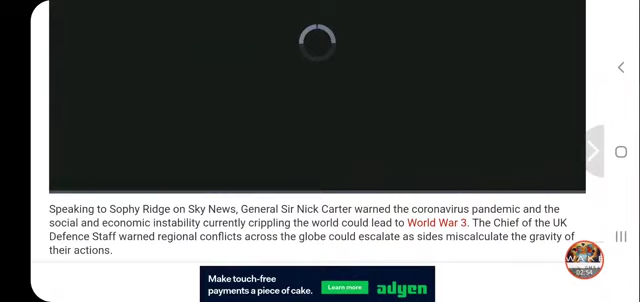 Speaking to Sophy Ridge on Sky News, General Sir Nick Carter warned the coronavirus pandemic and the
social and economic instability currently crippling the world could lead to World War 3. The Chief of the UK
Defence Staff warned regional conflicts across the globe could escalate as sides miscalculate the gravity of
their actions.
WAKE
02:54
Make touch-free
payments a piece of cake.
Learn more
adyen